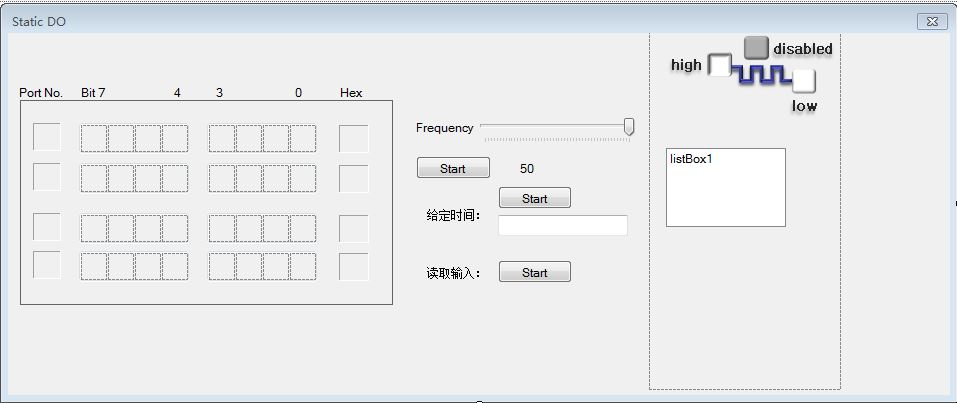 Static DO
disabled
high
low
Port No. Bit 7 4 3 0 Hex
Frequency
Start 50
listBox1
Start
给定时间:
读取输入: Start